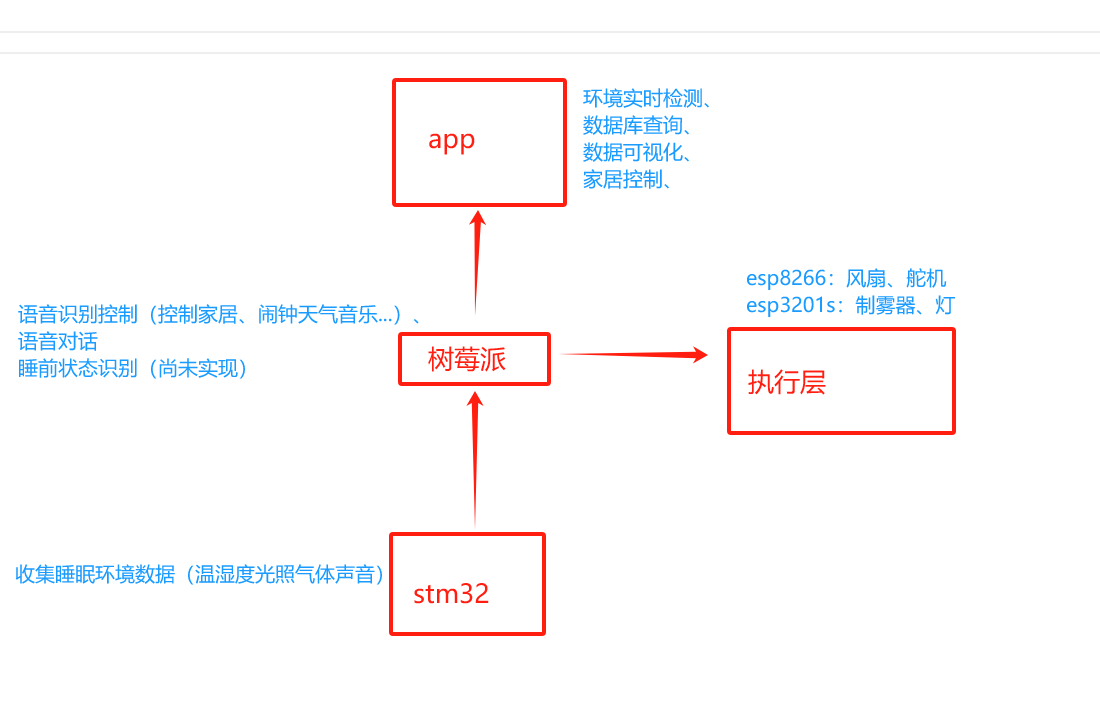 app
环境实时检测、
数据库查询、
数据可视化、
家居控制、
esp8266：风扇、舵机
esp3201s：制雾器、灯
语音识别控制（控制家居、闹钟天气音乐...）、
语音对话
睡前状态识别（尚未实现）
树莓派
执行层
收集睡眠环境数据（温湿度光照气体声音）
stm32